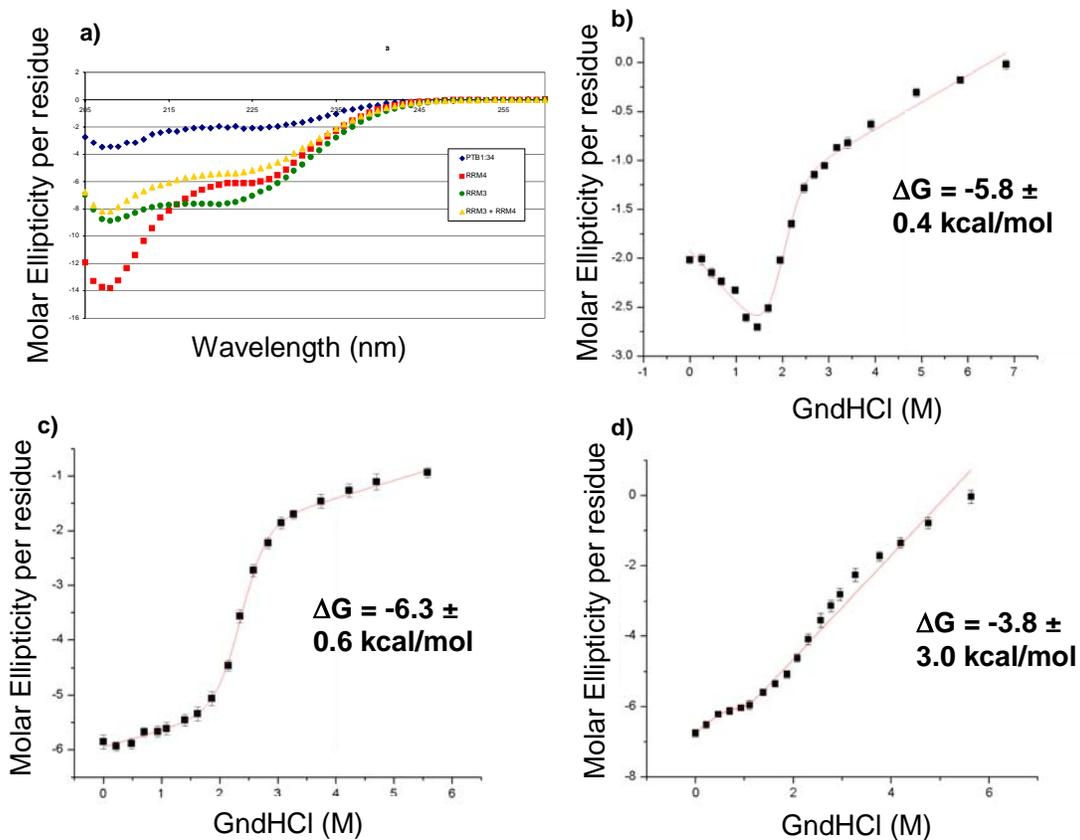 a)
a
Molar Ellipticity per residue
2
0
-2
-4
-6
-8
-10
-12
-14
-16
205
215
225
235
245
255
PTB1:34
RRM4
RRM3
RRM3 + RRM4
Wavelength (nm)
b)
Molar Ellipticity per residue
0.0
-0.5
-1.0
-1.5
-2.0
-2.5
-3.0
-1
0
1
2
3
4
5
6
7
ΔG = -5.8 ±
0.4 kcal/mol
GndHCl (M)
c)
Molar Ellipticity per residue
-1
-2
-3
-4
-5
-6
0
1
2
3
4
5
6
ΔG = -6.3 ±
0.6 kcal/mol
GndHCl (M)
d)
Molar Ellipticity per residue
0
-2
-4
-6
-8
0
2
4
6
ΔG = -3.8 ±
3.0 kcal/mol
GndHCl (M)